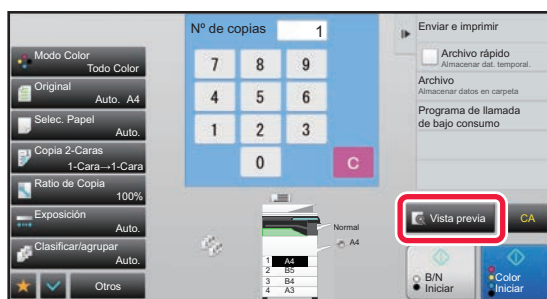 Modo Color
Todo Color
Original
Auto. A4
Selec. Papel
Auto.
Copia 2-Caras
1-Cara→1-Cara
Ratio de Copia
100%
Exposición
Auto.
Clasificar/agrupar
Auto.
Otros
Nº de copias
1
7 8 9
4 5 6
1 2 3
0 C
Normal
A4
1 A4
2 B5
3 B4
4 A3
Enviar e imprimir
Archivo rápido
Almacenar dat. temporal.
Archivo
Almacenar datos en carpeta
Programa de llamada
de bajo consumo
Vista previa
CA
B/N
Iniciar
Color
Iniciar